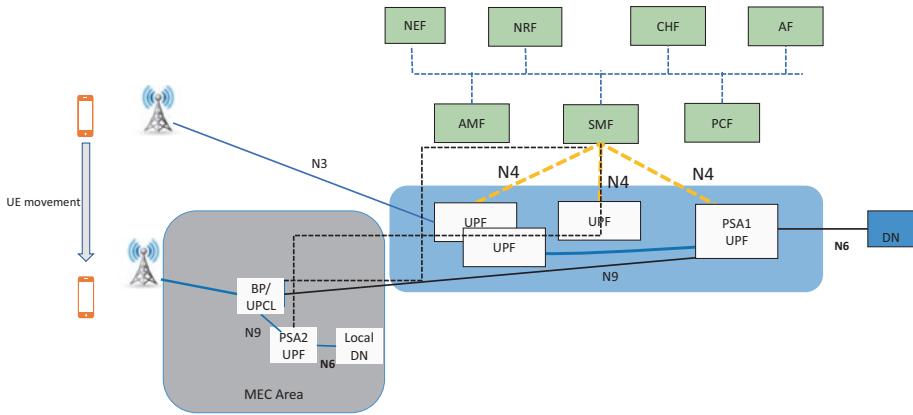 NEF
NRF
CHF
AF
AMF
SMF
PCF
N3
N4
N4
N4
UE movement
UPF
UPF
UPF
PSA1
UPF
N6
DN
N9
BP/
UPCL
N9
PSA2
UPF
N6
Local
DN
MEC Area